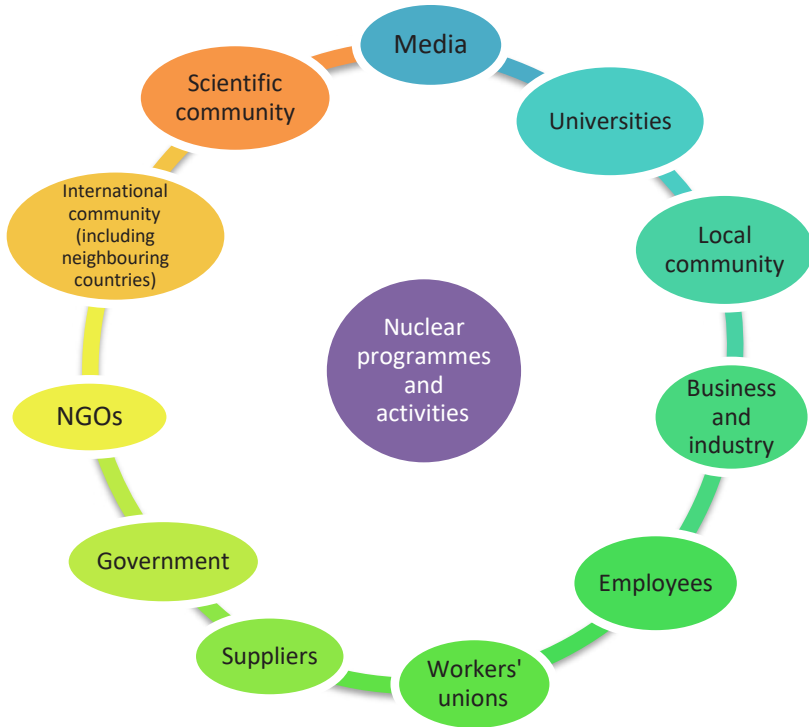 Media
Universities
Local
community
Business
and
industry
Employees
Workers'
unions
Suppliers
Government
NGOs
International
community
(including
neighbouring
countries)
Scientific
community
Nuclear
programmes
and
activities